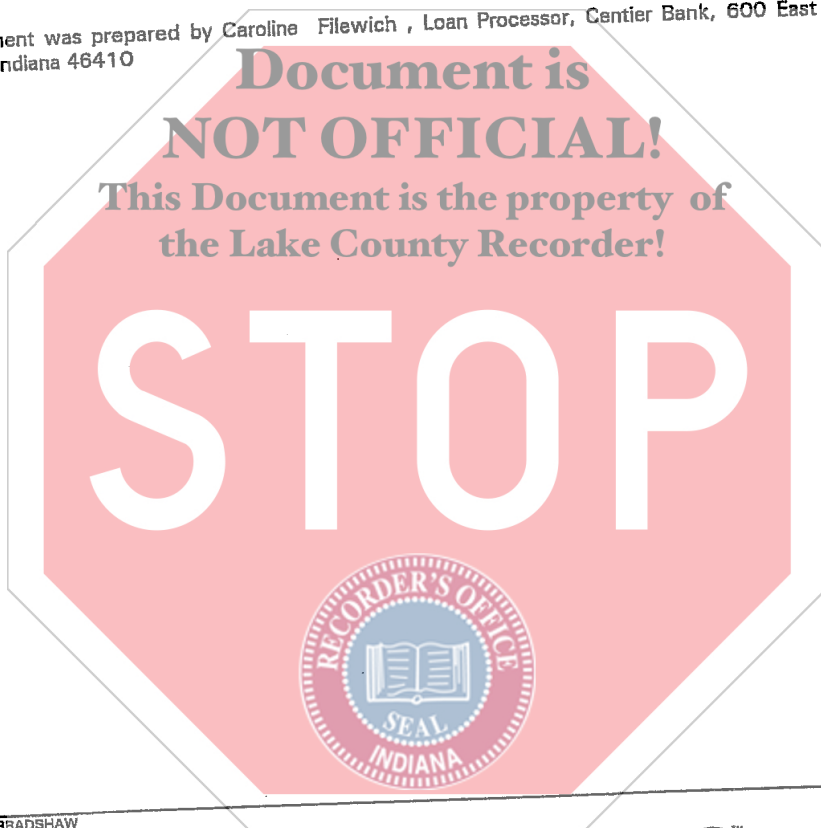 ent was prepared by Caroline Filewich , Loan Processor, Centier Bank, 600 East
ndiana 46410
Document is
NOT OFFICIAL!
This Document is the property of
the Lake County Recorder!
STOP
RECORDER'S OFFICE
SEAL
INDIANA
BRADSHAW